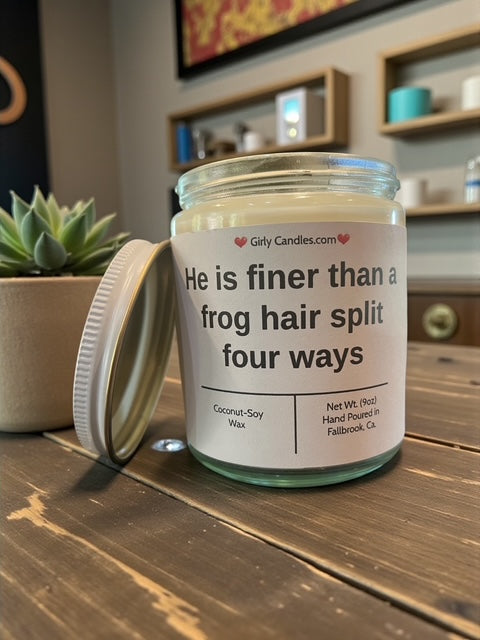 ❤ Girly Candles.com❤
He is finer than a
frog hair split
four ways
Coconut-Soy
Wax
Net Wt. (9oz)
Hand Poured in
Fallbrook, Ca.